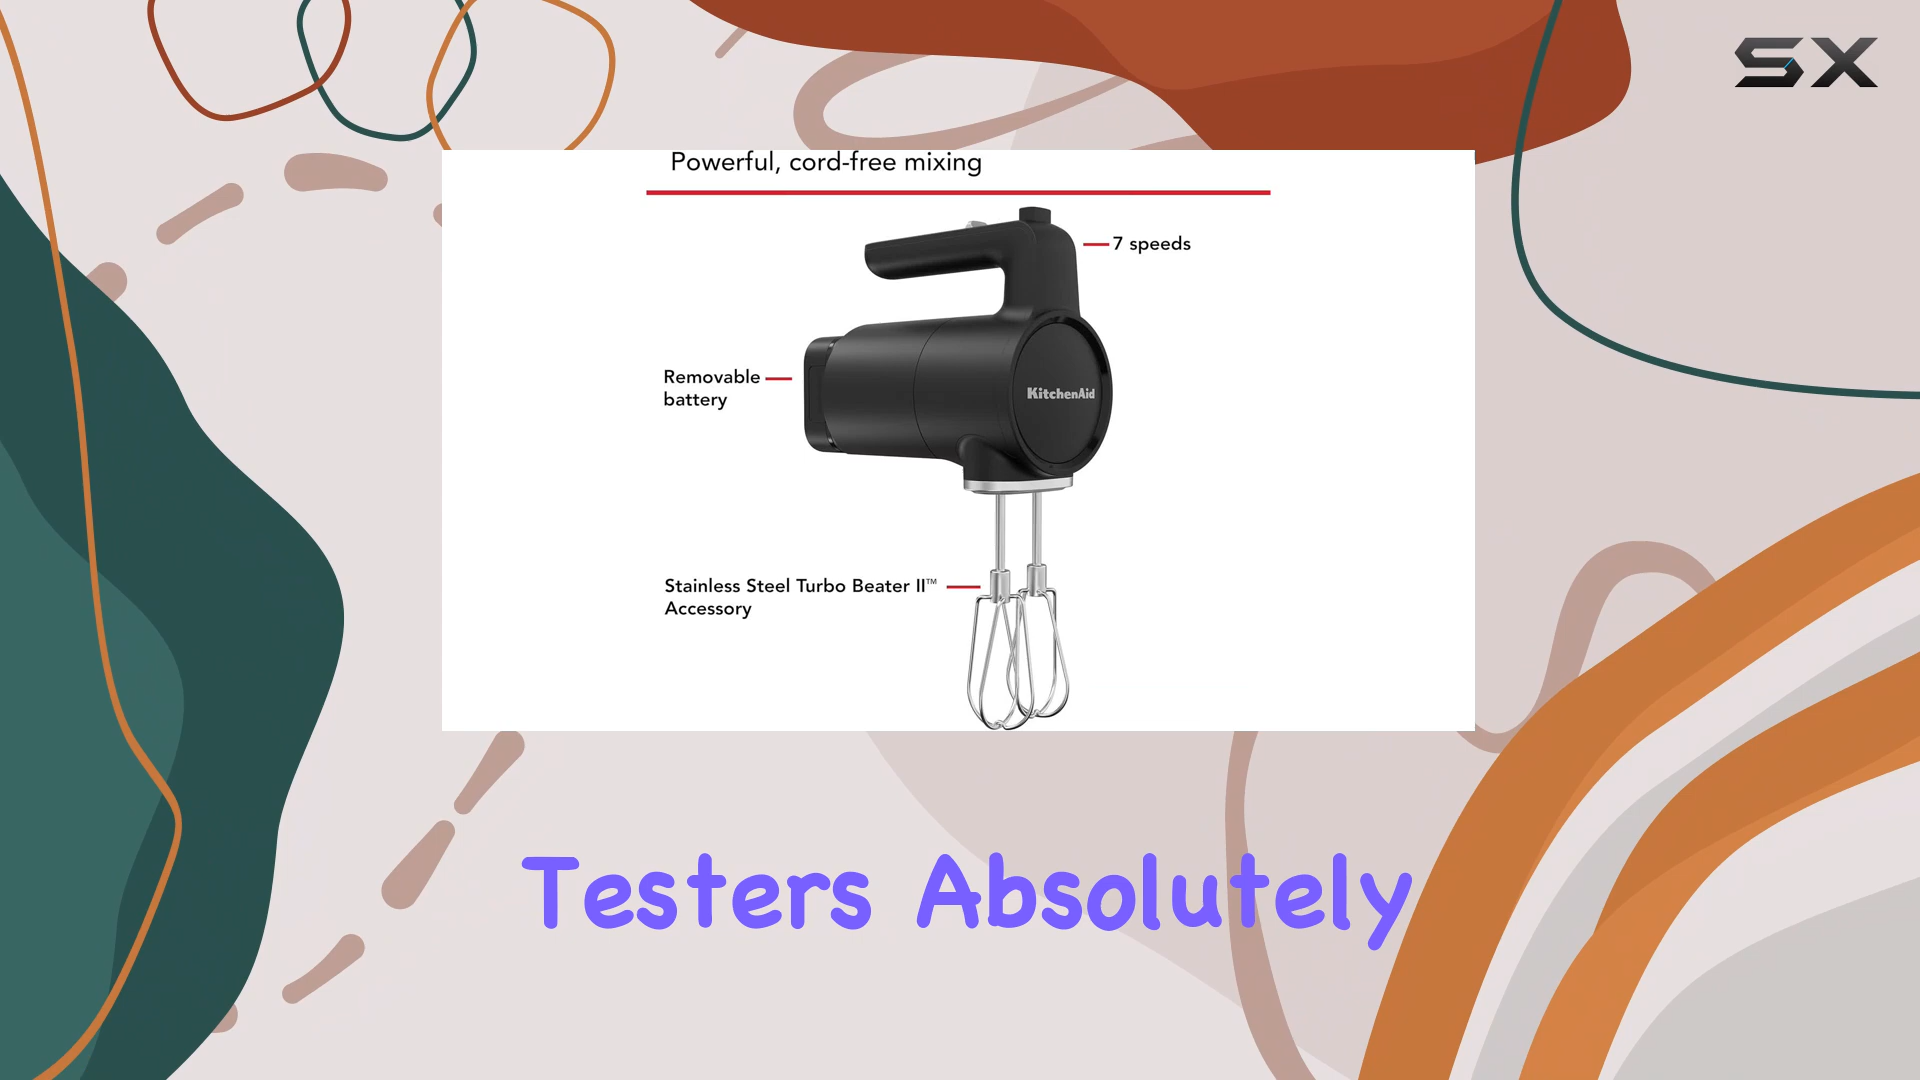 SX
Powerful, cord-free mixing
7 speeds
Removable
battery
KitchenAid
Stainless Steel Turbo Beater II™
Accessory
Testers Absolutely